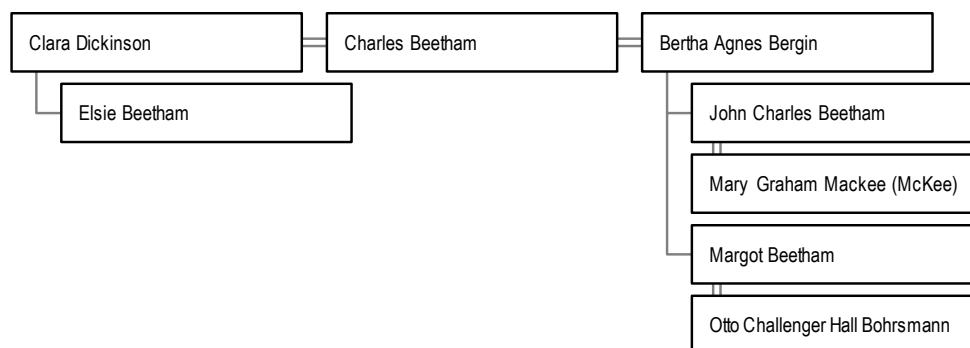 Clara Dickinson
Charles Beetham
Bertha Agnes Bergin
Elsie Beetham
John Charles Beetham
Mary Graham Mackee (McKee)
Margot Beetham
Otto Challenger Hall Bohrsmann